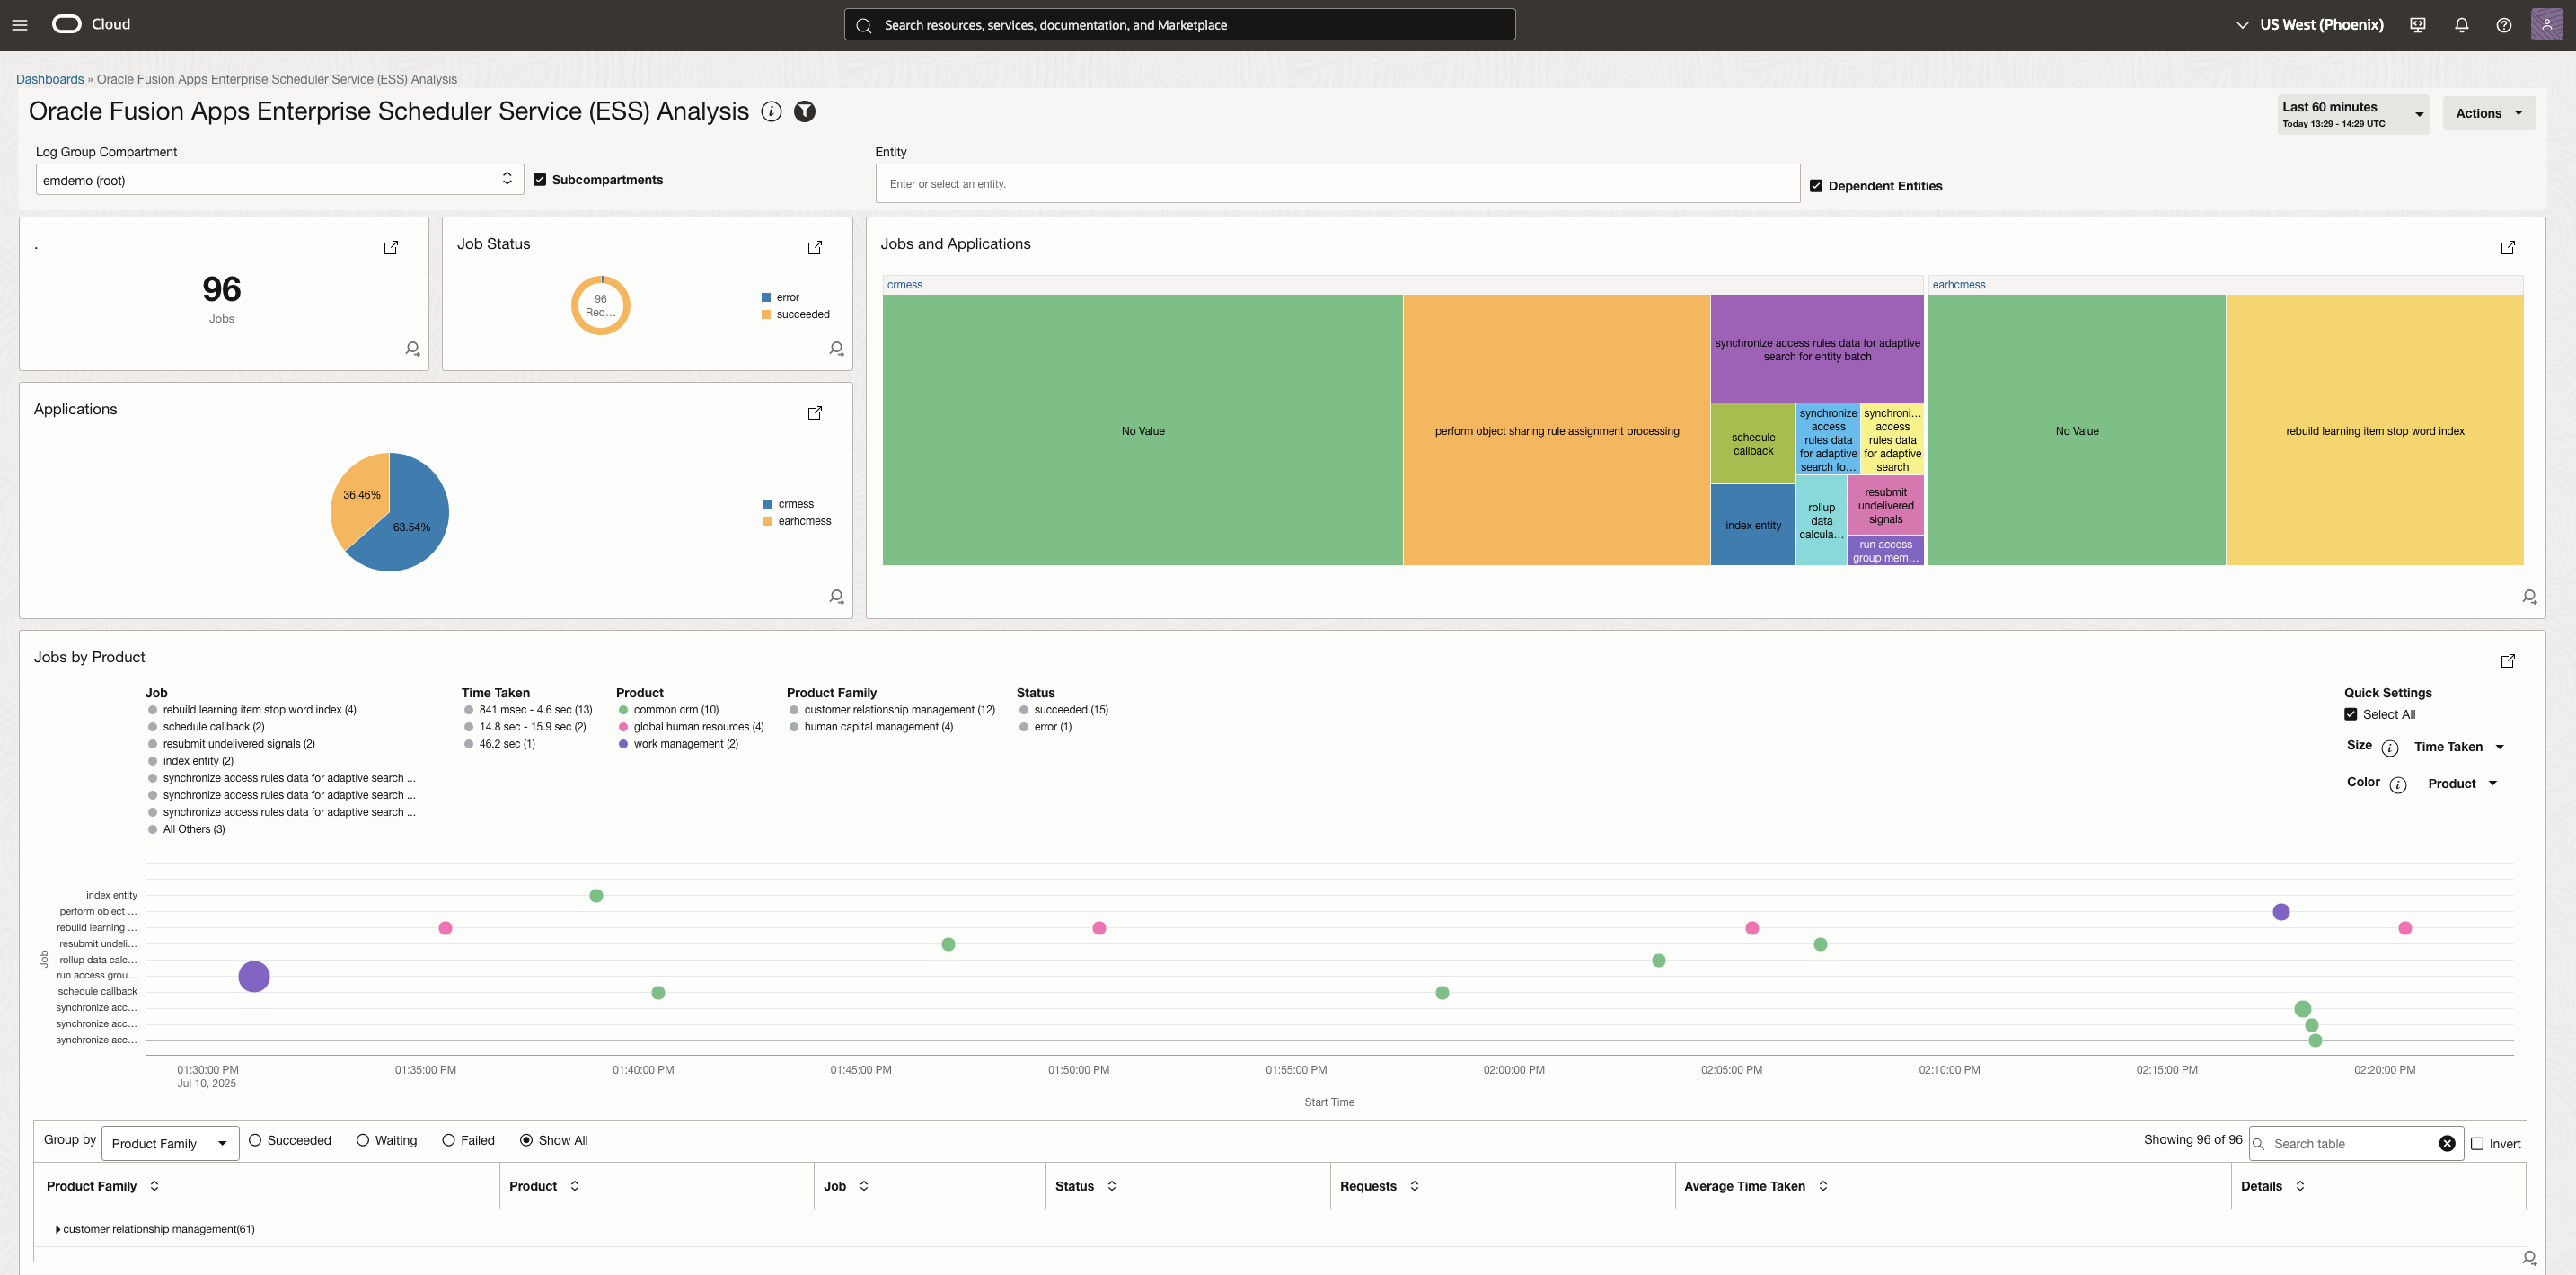 Cloud
Search resources, services, documentation, and Marketplace
US West (Phoenix)
Dashboards » Oracle Fusion Apps Enterprise Scheduler Service (ESS) Analysis
Oracle Fusion Apps Enterprise Scheduler Service (ESS) Analysis
Last 60 minutes
Today 13:29 - 14:29 UTC
Actions
Log Group Compartment
emdemo (root)
Subcompartments
Entity
Enter or select an entity.
Dependent Entities
.
96
Jobs
Job Status
96
Req...
error
succeeded
Applications
36.46%
63.54%
crmess
earhcmess
Jobs and Applications
crmess
No Value
perform object sharing rule assignment processing
synchronize access rules data for adaptive
search for entity batch
schedule
callback
synchronize
access
rules data
for adaptive
search fo...
synchroni...
access
rules data
for adaptive
search
index entity
rollup
data
calcula...
resubmit
undelivered
signals
run access
group mem...
earhcmess
No Value
rebuild learning item stop word index
Jobs by Product
Job
rebuild learning item stop word index (4)
schedule callback (2)
resubmit undelivered signals (2)
index entity (2)
synchronize access rules data for adaptive search ...
synchronize access rules data for adaptive search ...
synchronize access rules data for adaptive search ...
All Others (3)
Time Taken
841 msec - 4.6 sec (13)
14.8 sec - 15.9 sec (2)
46.2 sec (1)
Product
common crm (10)
global human resources (4)
work management (2)
Product Family
customer relationship management (12)
human capital management (4)
Status
succeeded (15)
error (1)
Quick Settings
Select All
Size
Time Taken
Color
Product
Job
index entity
perform object ...
rebuild learning ...
resubmit undeli...
rollup data calc...
run access grou...
schedule callback
synchronize acc...
synchronize acc...
synchronize acc...
01:30:00 PM
Jul 10, 2025
01:35:00 PM
01:40:00 PM
01:45:00 PM
01:50:00 PM
01:55:00 PM
02:00:00 PM
02:05:00 PM
02:10:00 PM
02:15:00 PM
02:20:00 PM
Start Time
Group by
Product Family
Succeeded
Waiting
Failed
Show All
Showing 96 of 96
Search table
Invert
Product Family
Product
Job
Status
Requests
Average Time Taken
Details
customer relationship management(61)